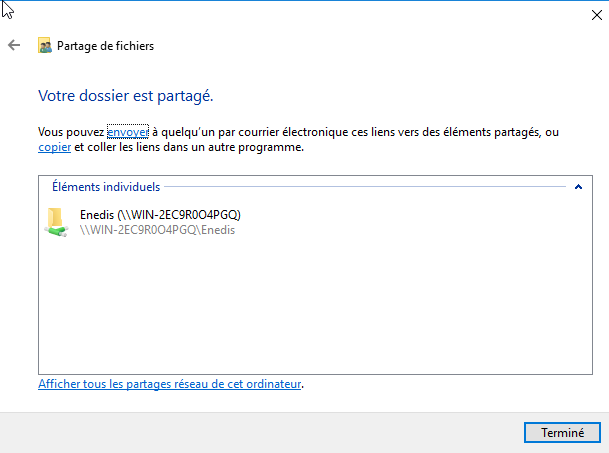 Partage de fichiers
Votre dossier est partagé.
Vous pouvez envoyer à quelqu'un par courrier électronique ces liens vers des éléments partagés, ou
copier et coller les liens dans un autre programme.
Éléments individuels
Enedis (\\WIN-2EC9R0O4PGQ)
\\WIN-2EC9R0O4PGQ\Enedis
Afficher tous les partages réseau de cet ordinateur.
Terminé